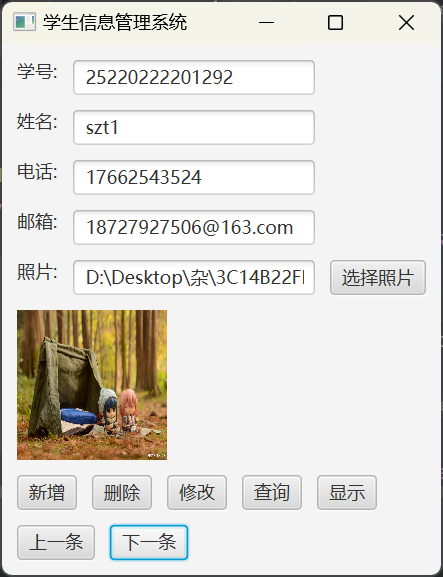 学生信息管理系统
学号: 25220222201292
姓名: szt1
电话: 17662543524
邮箱: 18727927506@163.com
照片: D:\Desktop\杂\3C14B22F 选择照片
新增 删除 修改 查询 显示
上一条 下一条